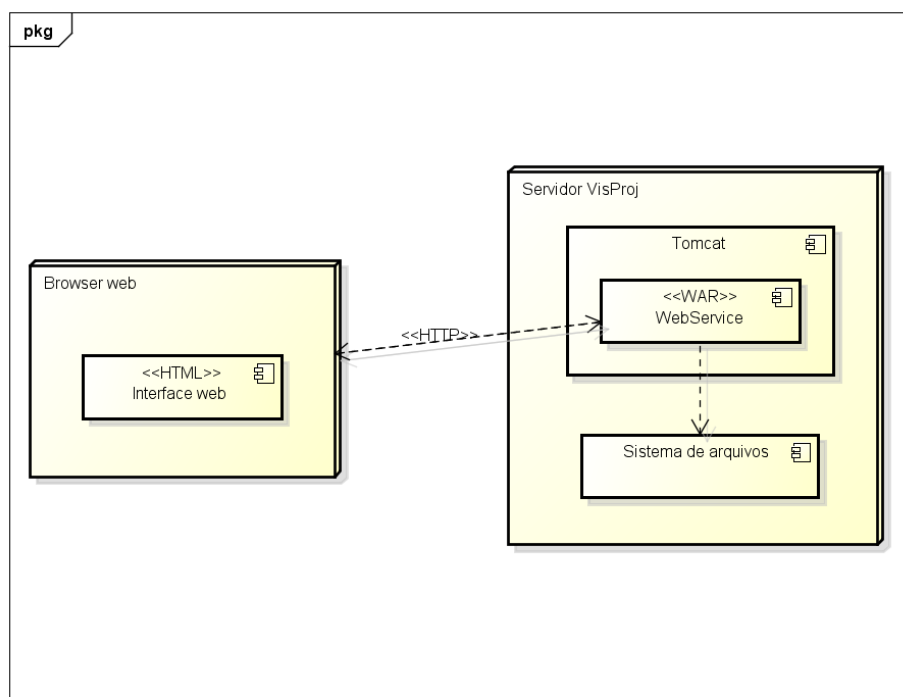 pkg
Servidor VisProj
Tomcat
<<WAR>>
WebService
Browser web
<<HTTP>>
<<HTML>>
Interface web
Sistema de arquivos